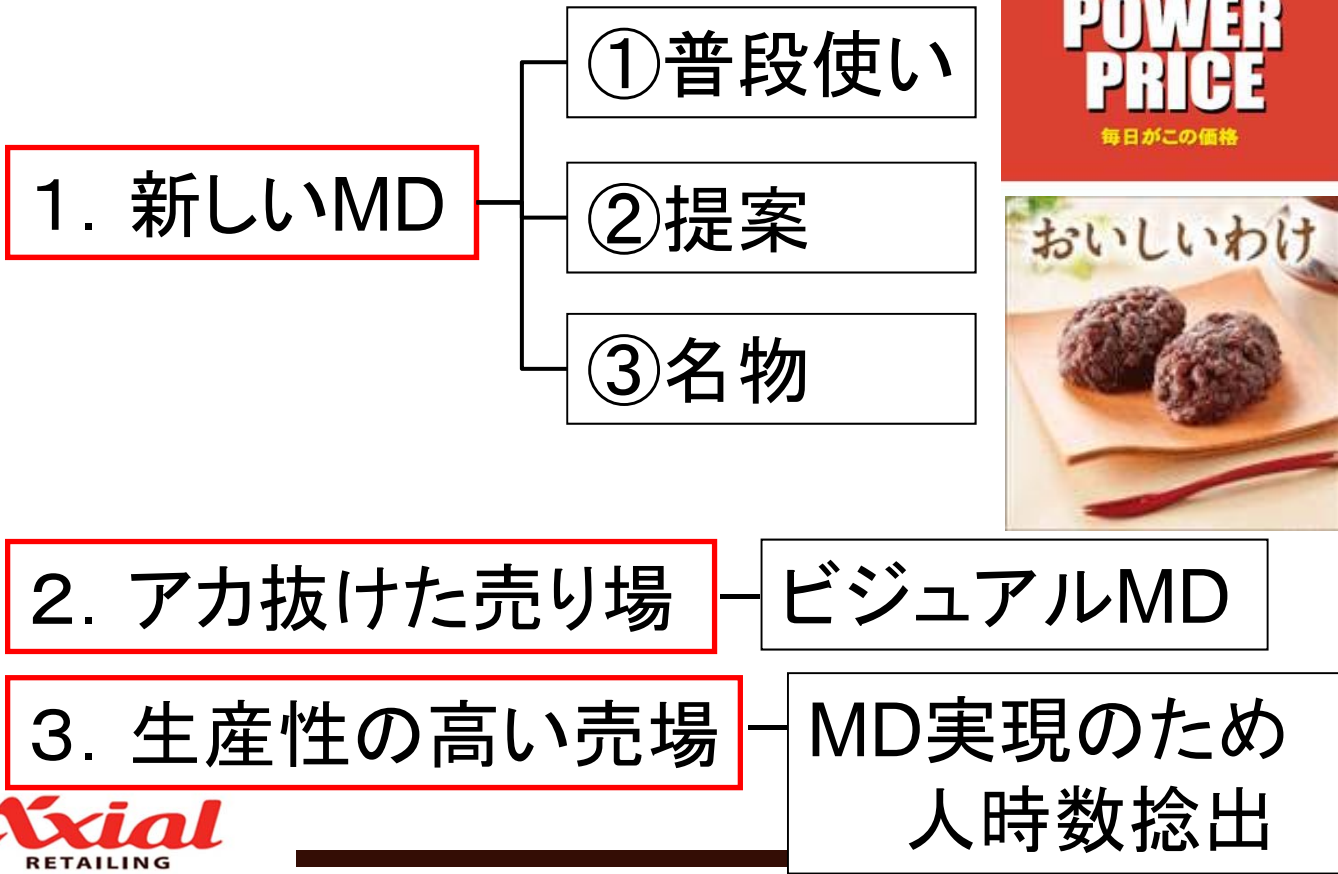 ①普段使い
POWER
PRICE
毎日がこの価格
1. 新しいMD
②提案
おいしいわけ
③名物
2. アカ抜けた売り場
ビジュアルMD
3. 生産性の高い売場
MD実現のため
人時数捻出
Axial
RETAILING